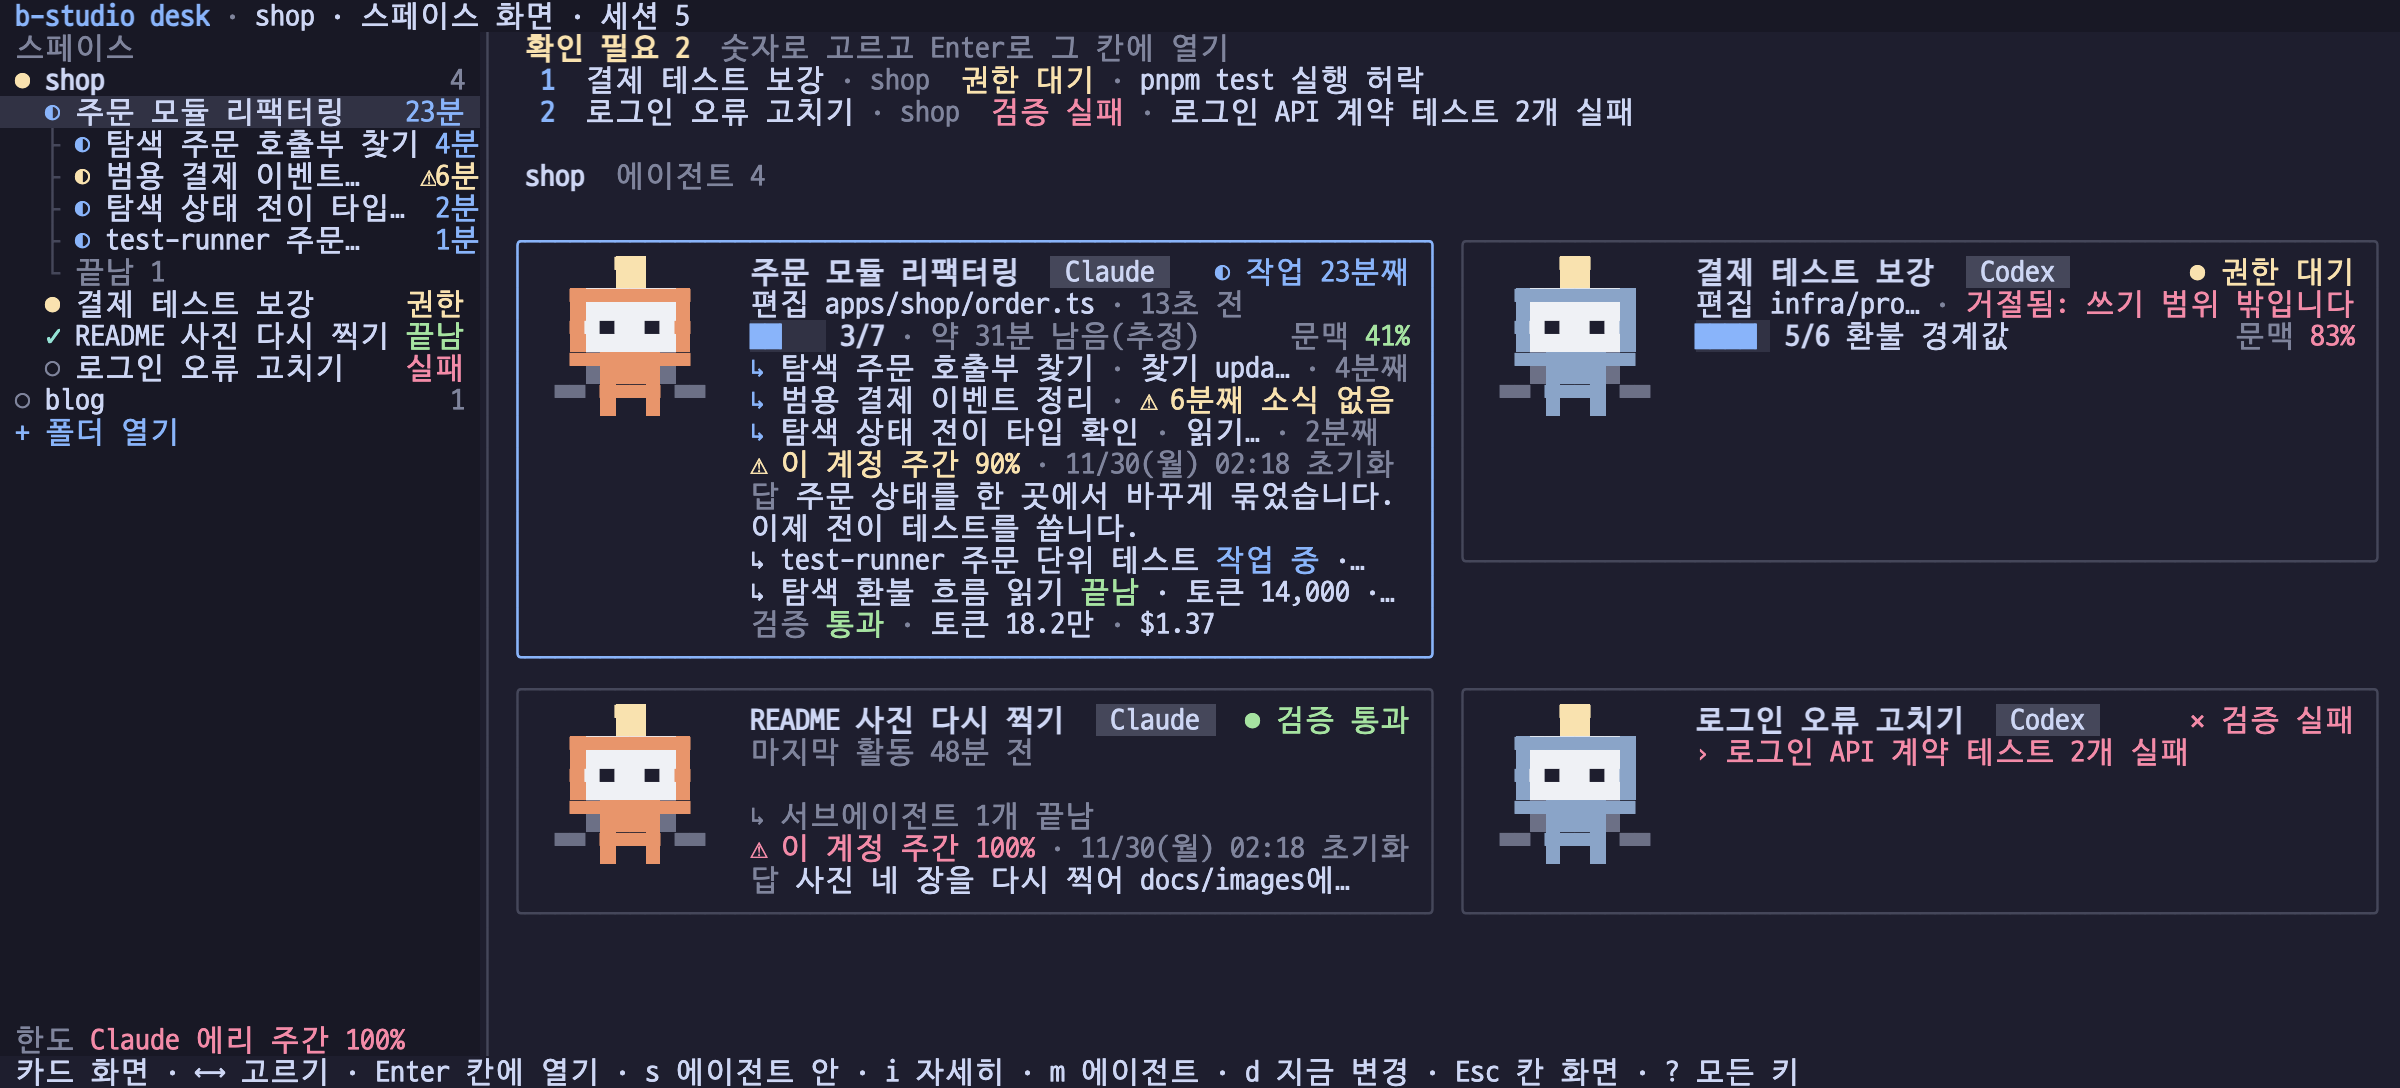 b-studio desk · shop · 스페이스 화면 · 세션 5
스페이스
● shop 4
◐ 주문 모듈 리팩터링 23분
◐ 탐색 주문 호출부 찾기 4분
◐ 범용 결제 이벤트… ⚠6분
◐ 탐색 상태 전이 타입… 2분
◐ test-runner 주문… 1분
끝남 1
● 결제 테스트 보강 권한
✓ README 사진 다시 찍기 끝남
○ 로그인 오류 고치기 실패
○ blog 1
+ 폴더 열기
한도 Claude 에리 주간 100%
확인 필요 2 숫자로 고르고 Enter로 그 칸에 열기
1 결제 테스트 보강 · shop 권한 대기 · pnpm test 실행 허락
2 로그인 오류 고치기 · shop 검증 실패 · 로그인 API 계약 테스트 2개 실패
shop 에이전트 4
주문 모듈 리팩터링 Claude ◐ 작업 23분째
편집 apps/shop/order.ts · 13초 전
3/7 · 약 31분 남음(추정) 문맥 41%
↳ 탐색 주문 호출부 찾기 · 찾기 upda… · 4분째
↳ 범용 결제 이벤트 정리 · ⚠ 6분째 소식 없음
↳ 탐색 상태 전이 타입 확인 · 읽기… · 2분째
⚠ 이 계정 주간 90% · 11/30(월) 02:18 초기화
답 주문 상태를 한 곳에서 바꾸게 묶었습니다.
이제 전이 테스트를 씁니다.
↳ test-runner 주문 단위 테스트 작업 중 ·…
↳ 탐색 환불 흐름 읽기 끝남 · 토큰 14,000 ·…
검증 통과 · 토큰 18.2만 · $1.37
결제 테스트 보강 Codex ● 권한 대기
편집 infra/pro… · 거절됨: 쓰기 범위 밖입니다
5/6 환불 경계값 문맥 83%
README 사진 다시 찍기 Claude ● 검증 통과
마지막 활동 48분 전
↳ 서브에이전트 1개 끝남
⚠ 이 계정 주간 100% · 11/30(월) 02:18 초기화
답 사진 네 장을 다시 찍어 docs/images에…
로그인 오류 고치기 Codex × 검증 실패
› 로그인 API 계약 테스트 2개 실패
카드 화면 · ←→ 고르기 · Enter 칸에 열기 · s 에이전트 안 · i 자세히 · m 에이전트 · d 지금 변경 · Esc 칸 화면 · ? 모든 키